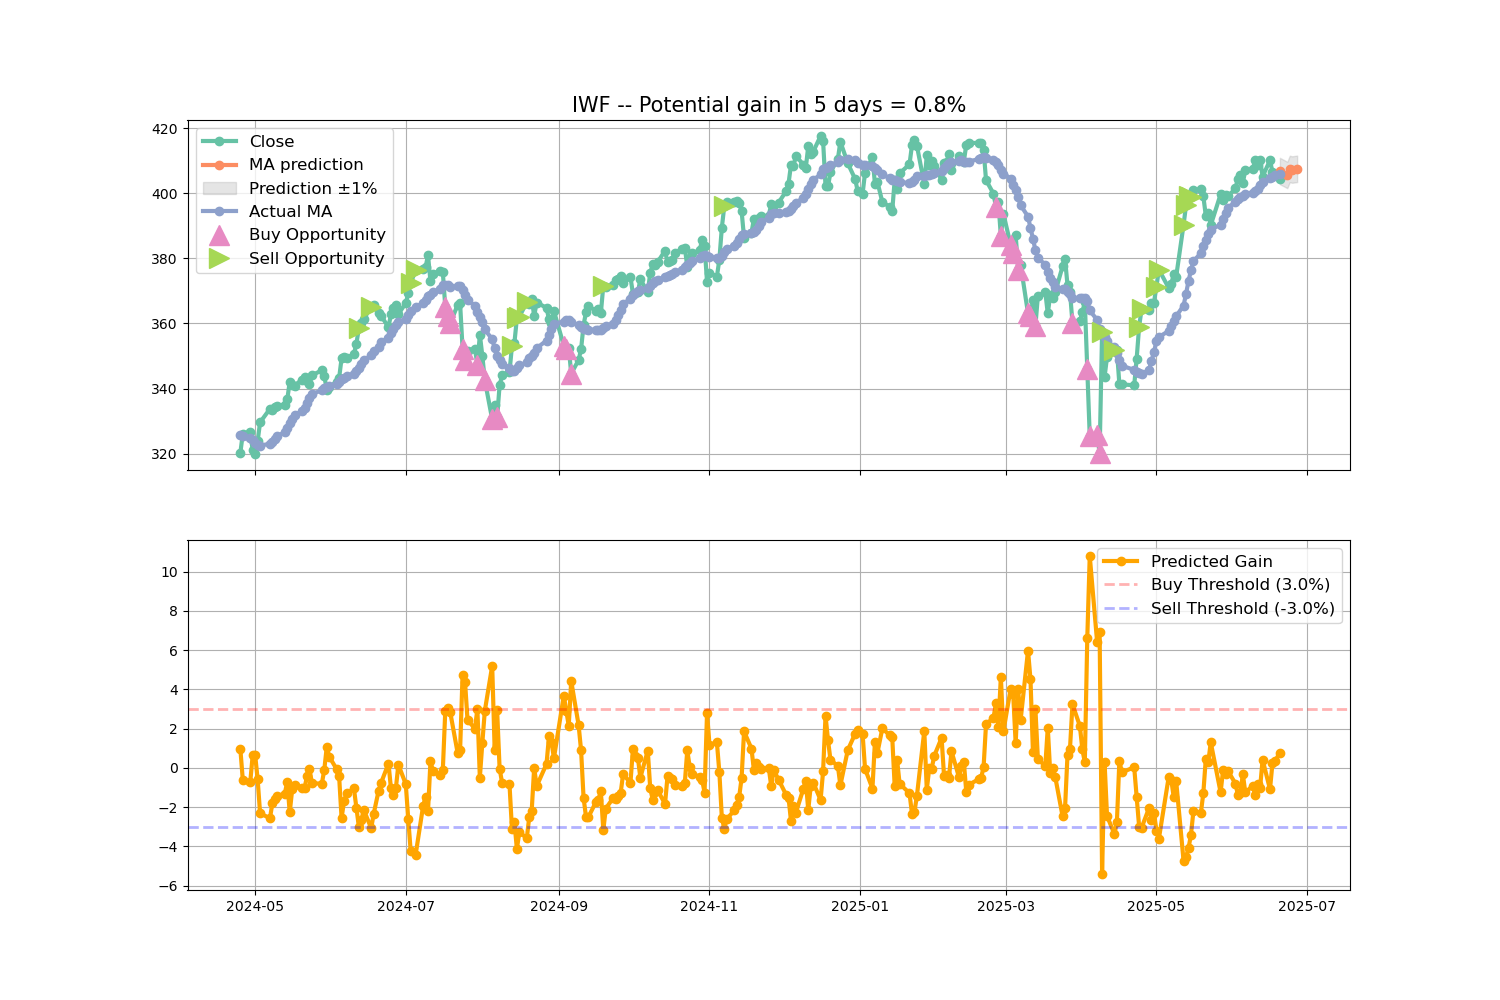 IWF -- Potential gain in 5 days = 0.8%
420
400
380
360
340
320
Close
MA prediction
Prediction ±1%
Actual MA
Buy Opportunity
Sell Opportunity
10
8
6
4
2
0
−2
−4
−6
Predicted Gain
Buy Threshold (3.0%)
Sell Threshold (-3.0%)
2024-05
2024-07
2024-09
2024-11
2025-01
2025-03
2025-05
2025-07